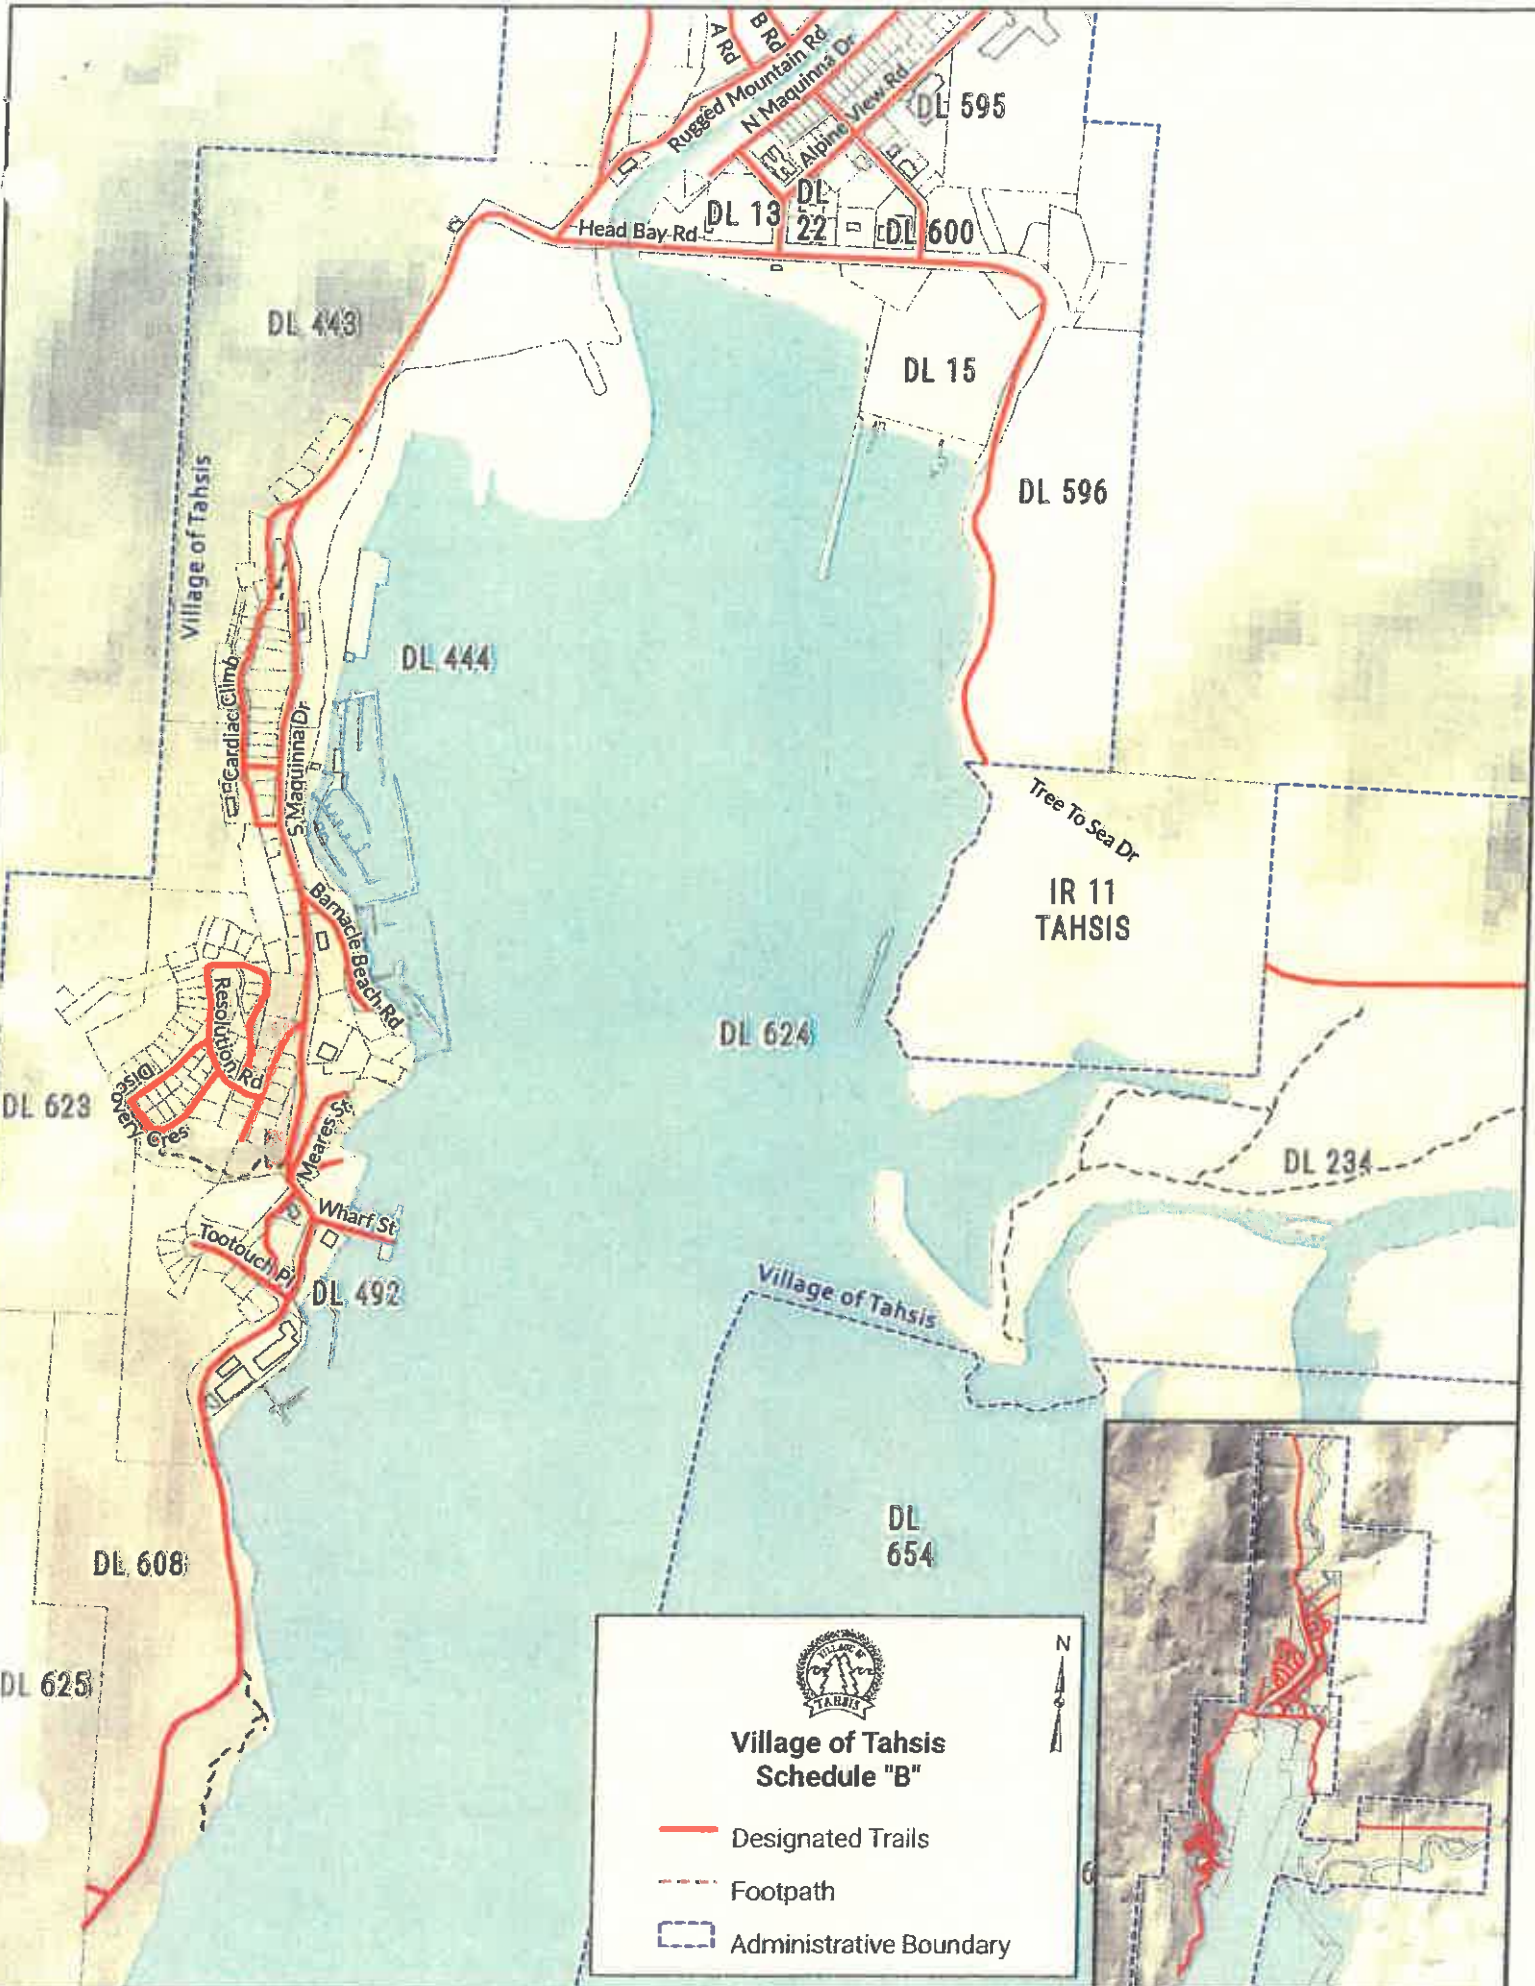 A Rd
B Rd
Rugged Mountain Rd
N Maquinna Dr
Alpine View Rd
DL 595
DL 13
DL
22
DL 600
Head Bay Rd
DL 443
DL 15
DL 596
Village of Tahsis
DL 444
Cardiac Climb
S Maquinna Dr
Tree To Sea Dr
IR 11
TAHSIS
Barnacle Beach Rd
Resolution Rd
DL 624
Discovery Cres
DL 623
Meares St
DL 234
Wharf St
Tootouch Pl
DL 492
Village of Tahsis
DL
654
DL 608
DL 625
VILLAGE OF
TAHSIS
N
Village of Tahsis
Schedule "B"
Designated Trails
Footpath
6
Administrative Boundary